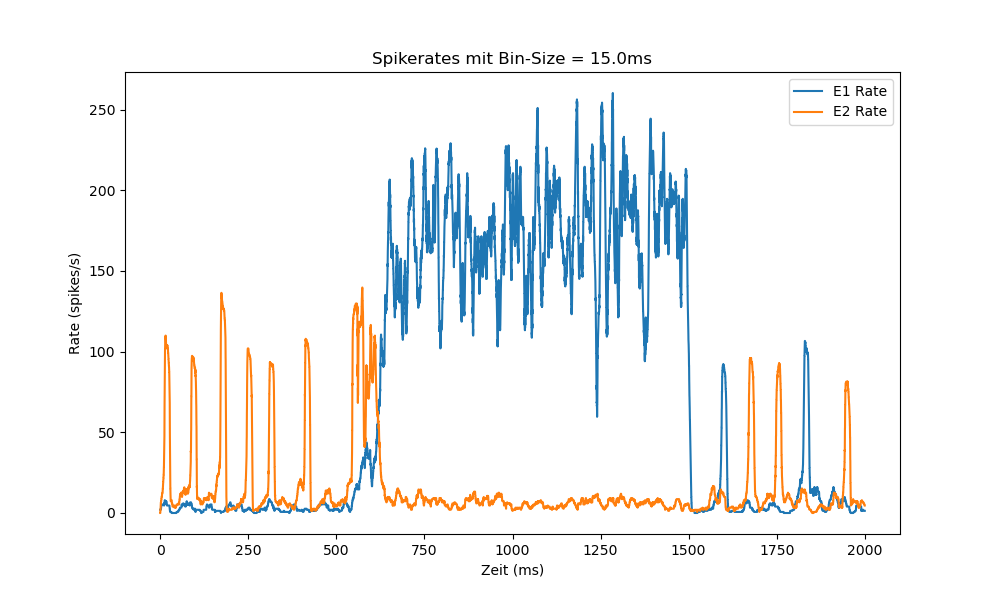 Spikerates mit Bin-Size = 15.0ms
E1 Rate
E2 Rate
Rate (spikes/s)
250
200
150
100
50
0
0 250 500 750 1000 1250 1500 1750 2000
Zeit (ms)